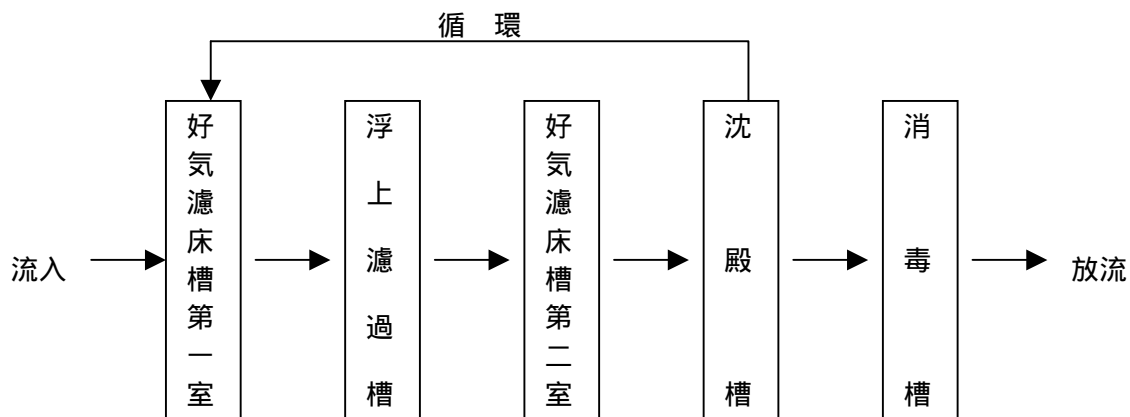 循　環
流入
好気濾床槽第一室
浮上濾過槽
好気濾床槽第二室
沈殿槽
消毒槽
放流